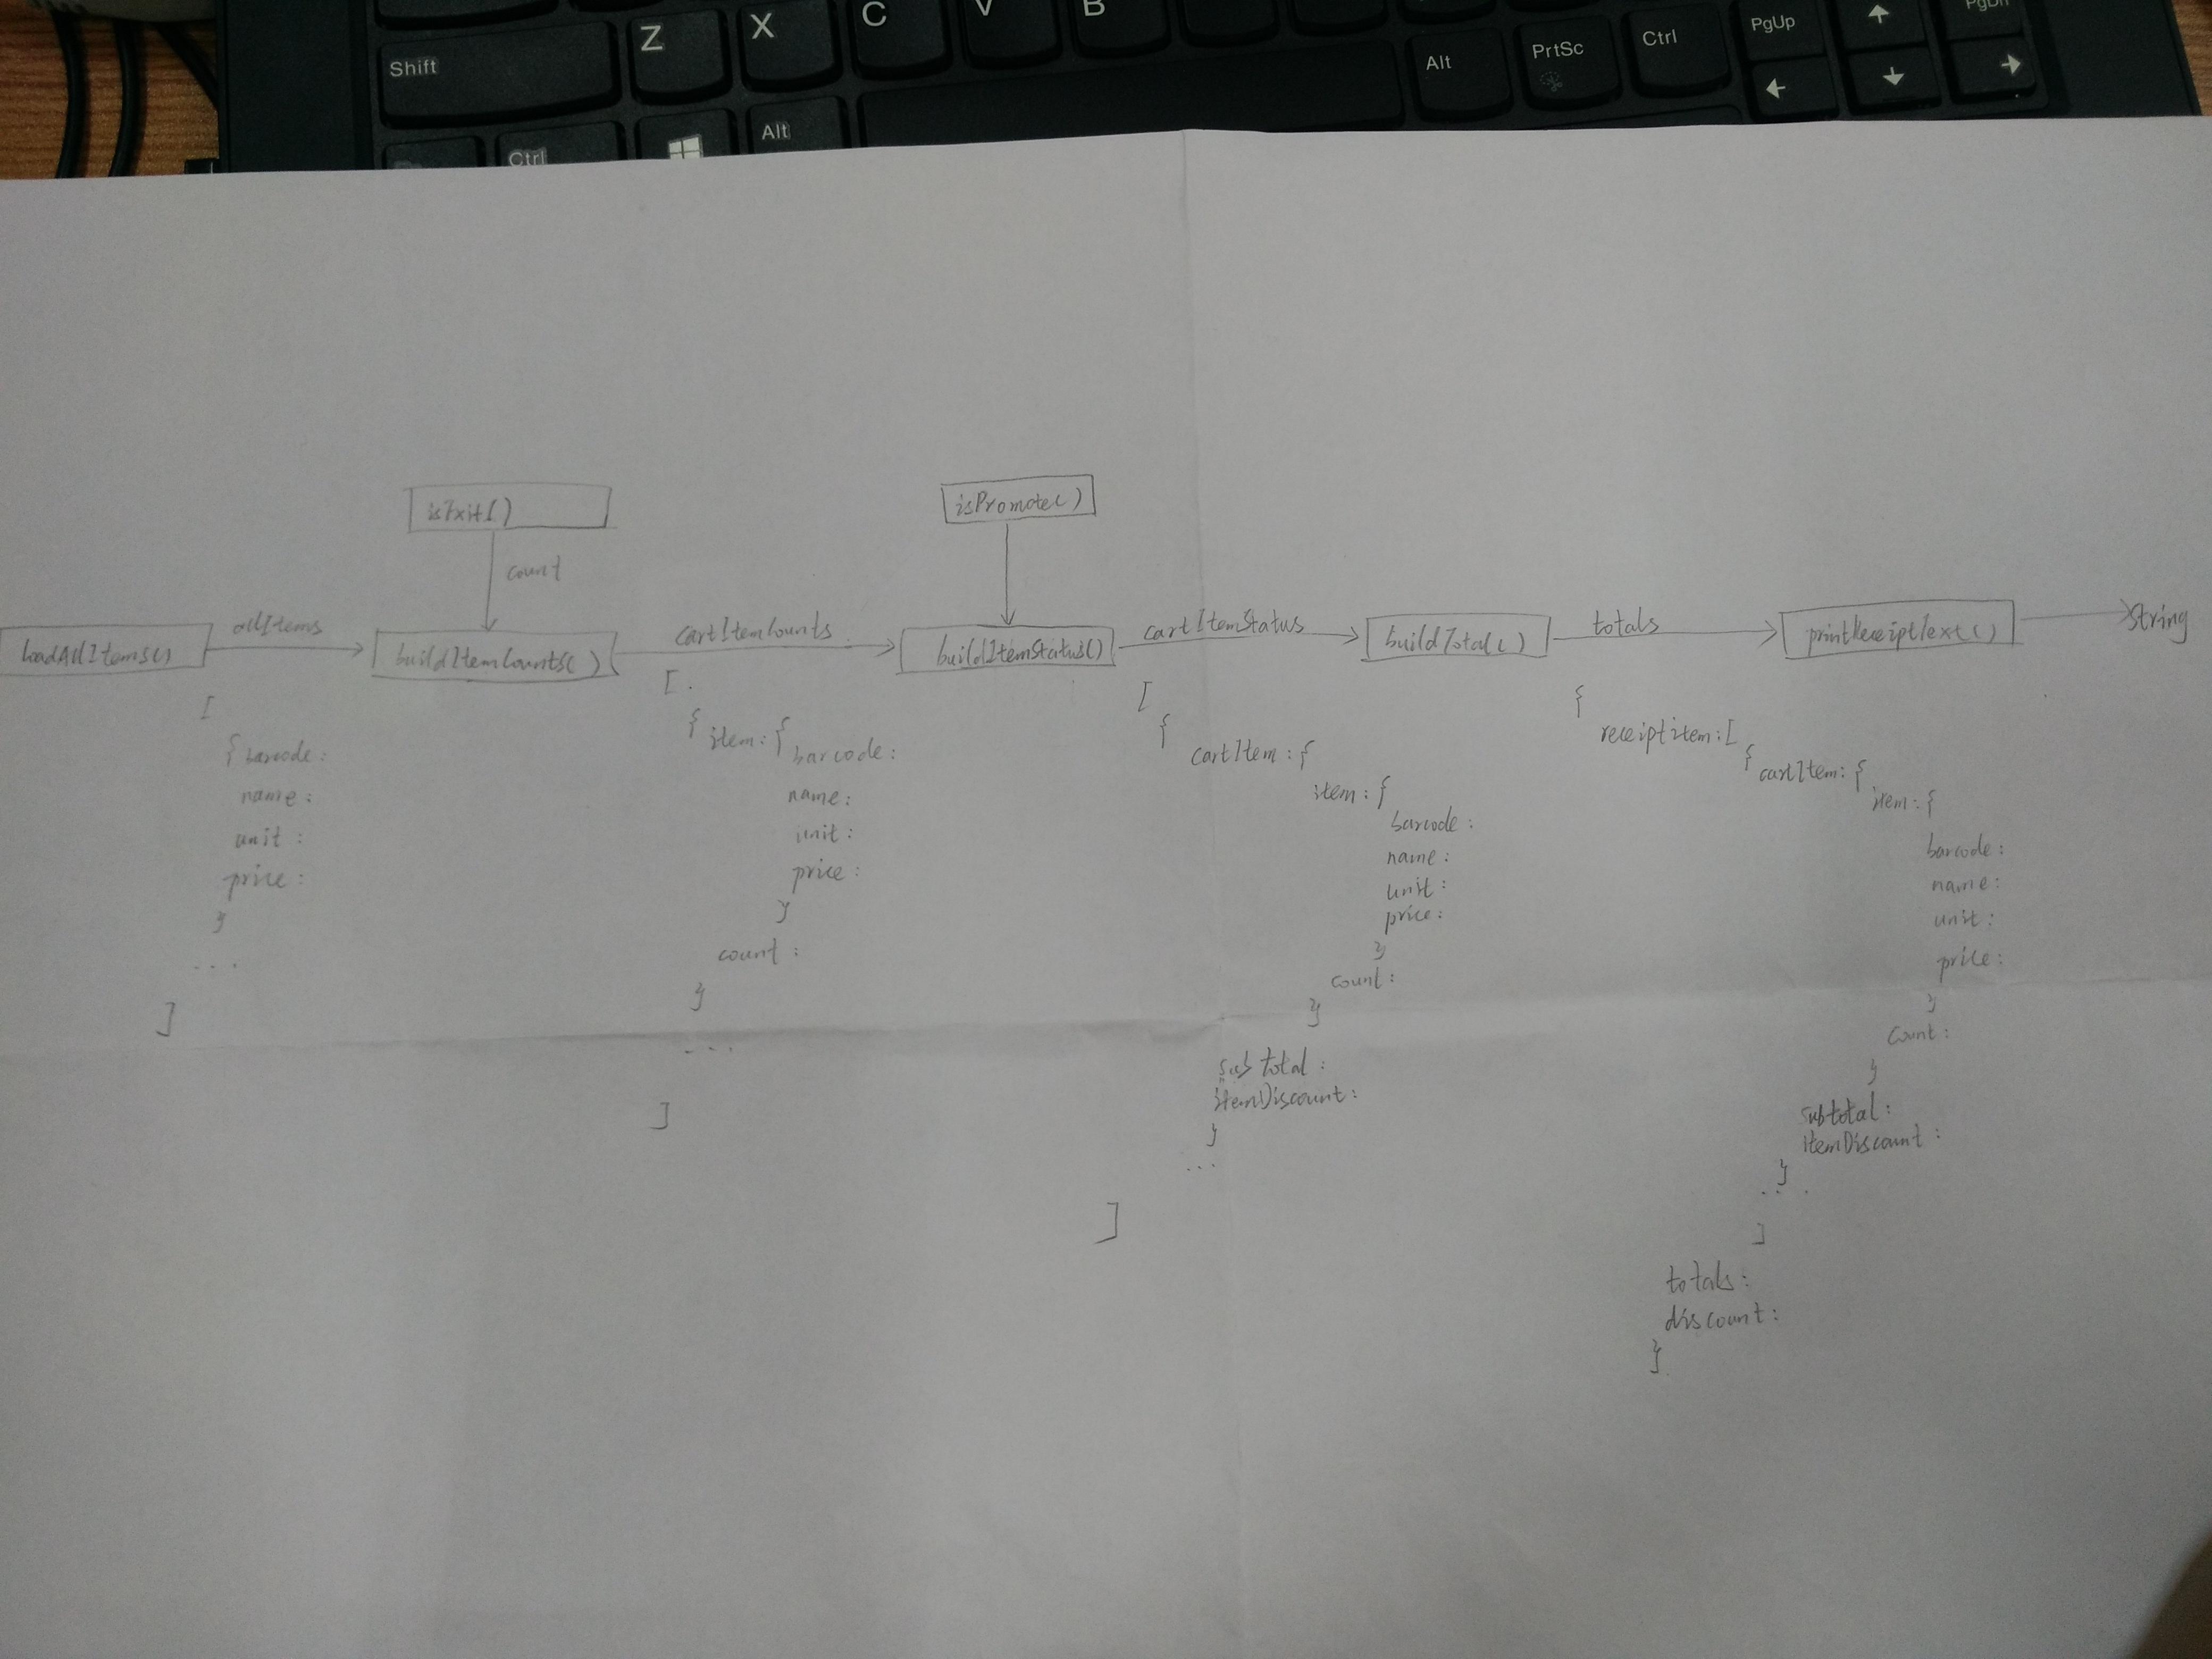 Z X C V B
Shift
Alt PrtSc Ctrl PgUp PgDn
Ctrl Alt
isExit()
isPromote()
count
loadAllItems()
allItems
buildItemCounts()
cartItemCounts
buildItemStatus()
cartItemStatus
buildTotal()
totals
printReceiptText()
String
[
{ barcode:
name:
unit:
price:
}
...
]
[
{ item: { barcode:
name:
unit:
price:
}
count:
}
...
]
[
{
cartItem: {
item: {
barcode:
name:
unit:
price:
}
count:
}
subtotal:
itemDiscount:
}
...
]
{
receiptitem: [
{ cartItem: {
item: {
barcode:
name:
unit:
price:
}
count:
}
subtotal:
itemDiscount:
}
...
]
totals:
discount:
}